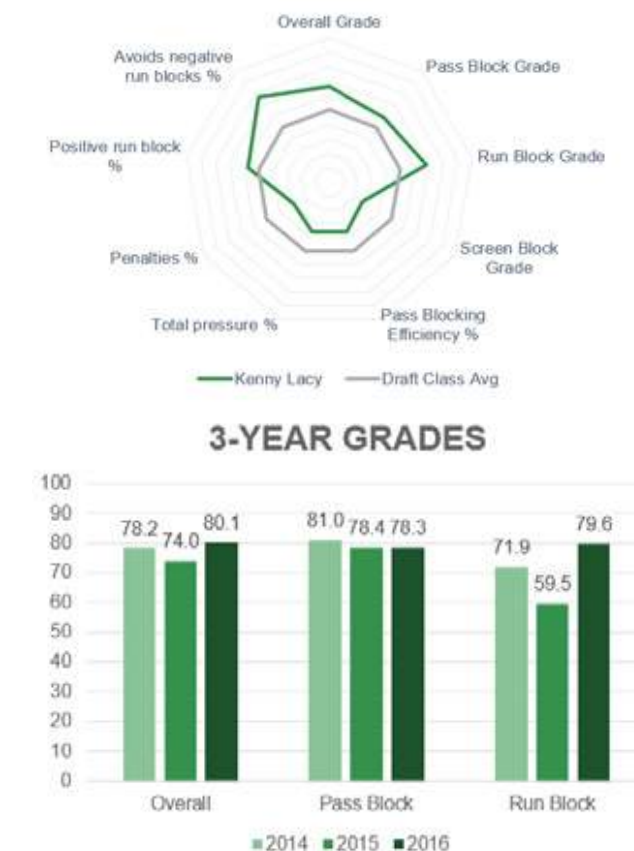 Overall Grade
Avoids negative
run blocks %
Pass Block Grade
Positive run block
%
Run Block Grade
Penalties %
Screen Block
Grade
Total pressure %
Pass Blocking
Efficiency %
Kenny Lacy Draft Class Avg
3-YEAR GRADES
100
90
80
70
60
50
40
30
20
10
0
78.2 74.0 80.1
81.0 78.4 78.3
71.9 59.5 79.6
Overall Pass Block Run Block
2014 2015 2016